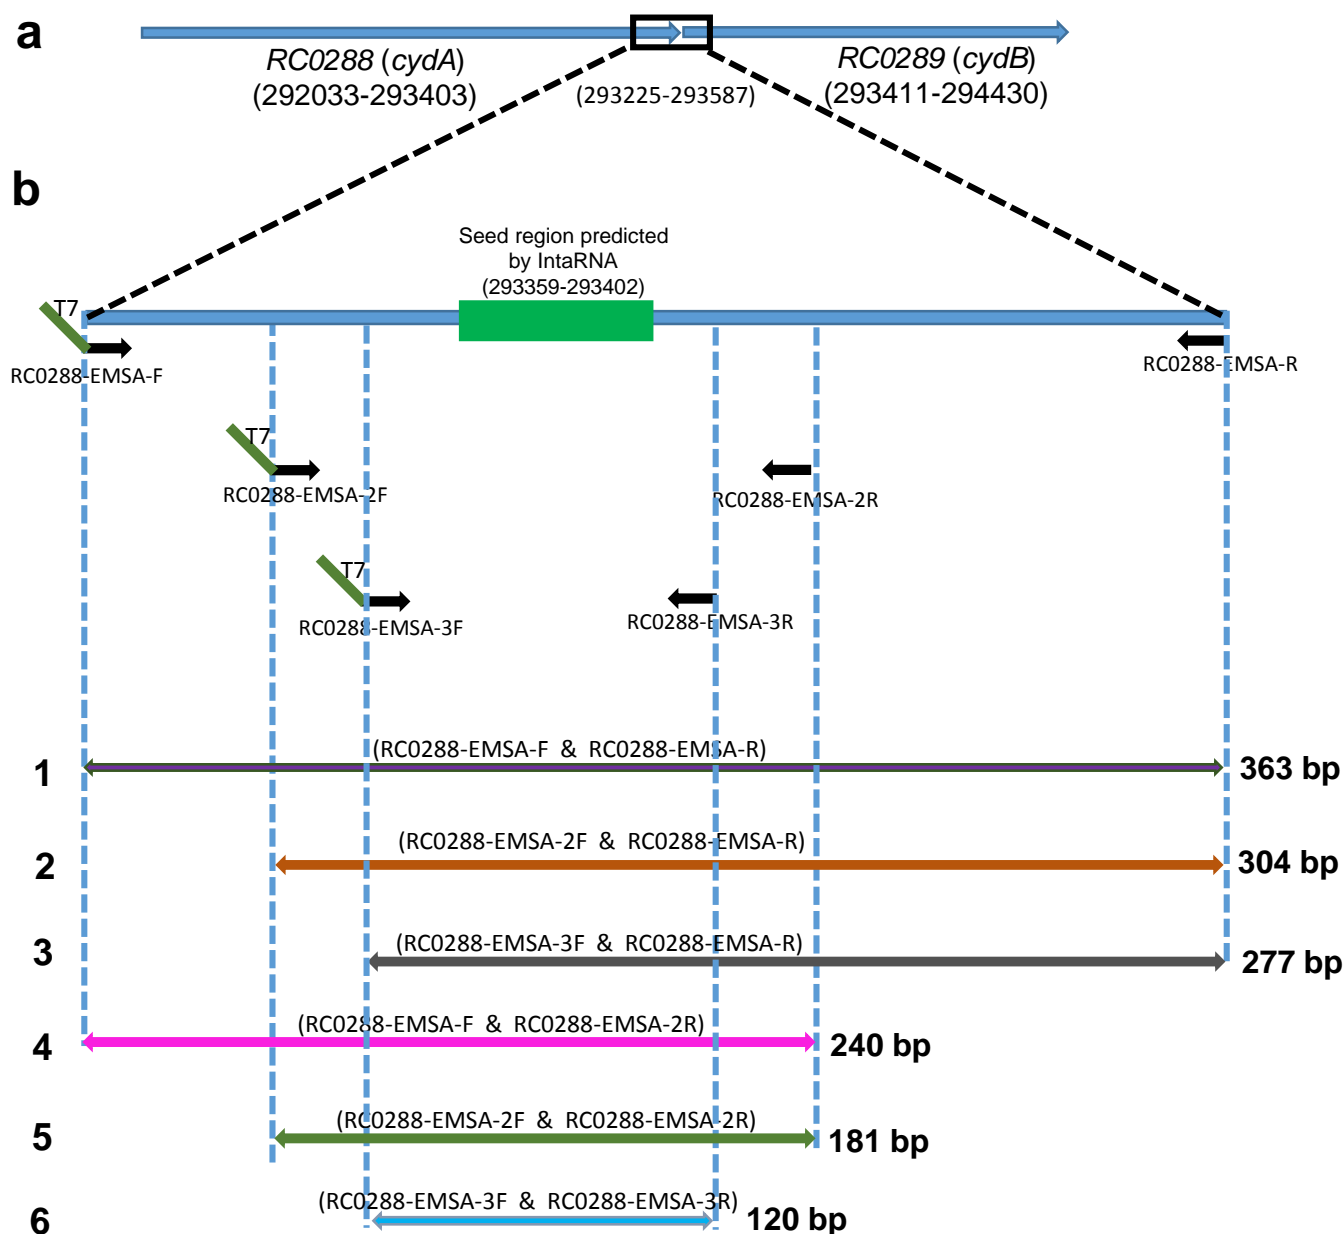 a
RC0288 (cydA)
(292033-293403)
(293225-293587)
RC0289 (cydB)
(293411-294430)
b
Seed region predicted
by IntaRNA
(293359-293402)
T7
RC0288-EMSA-F
RC0288-EMSA-R
T7
RC0288-EMSA-2F
RC0288-EMSA-2R
T7
RC0288-EMSA-3F
RC0288-EMSA-3R
1
(RC0288-EMSA-F & RC0288-EMSA-R)
363 bp
2
(RC0288-EMSA-2F & RC0288-EMSA-R)
304 bp
3
(RC0288-EMSA-3F & RC0288-EMSA-R)
277 bp
4
(RC0288-EMSA-F & RC0288-EMSA-2R)
240 bp
5
(RC0288-EMSA-2F & RC0288-EMSA-2R)
181 bp
6
(RC0288-EMSA-3F & RC0288-EMSA-3R)
120 bp